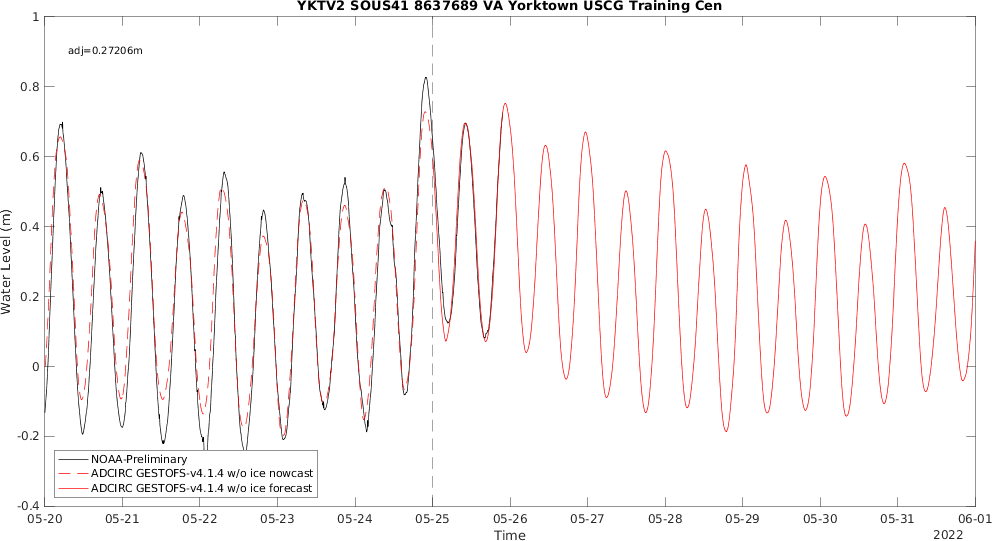 YKTV2 SOUS41 8637689 VA Yorktown USCG Training Cen
adj=0.27206m
Water Level (m)
1
0.8
0.6
0.4
0.2
0
-0.2
-0.4
NOAA-Preliminary
ADCIRC GESTOFS-v4.1.4 w/o ice nowcast
ADCIRC GESTOFS-v4.1.4 w/o ice forecast
05-20 05-21 05-22 05-23 05-24 05-25 05-26 05-27 05-28 05-29 05-30 05-31 06-01
Time
2022